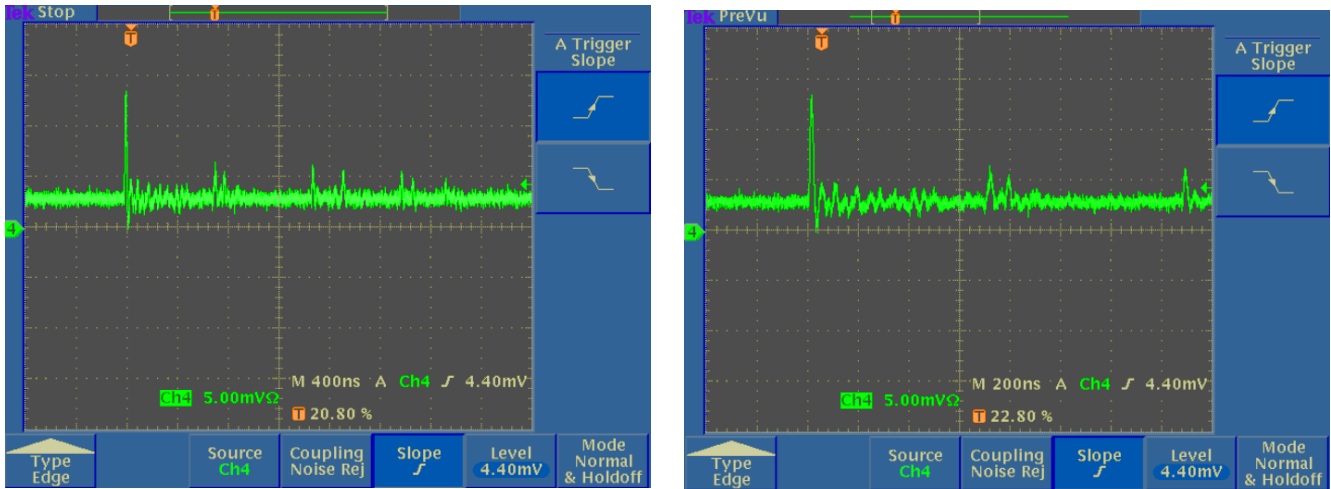 Tek Stop
T
T
A Trigger
Slope
4
M 400ns A Ch4 4.40mV
Ch4 5.00mVΩ
T 20.80 %
Type
Edge
Source
Ch4
Coupling
Noise Rej
Slope
Level
4.40mV
Mode
Normal
& Holdoff
Tek PreVu
T
T
A Trigger
Slope
4
M 200ns A Ch4 4.40mV
Ch4 5.00mVΩ
T 22.80 %
Type
Edge
Source
Ch4
Coupling
Noise Rej
Slope
Level
4.40mV
Mode
Normal
& Holdoff